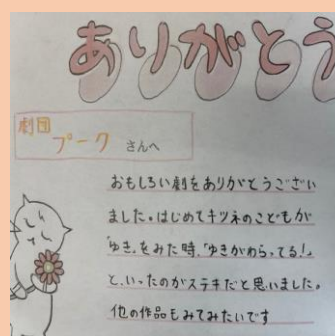 ありがとう
劇団
プーク さんへ
おもしろい劇をありがとうござい
ました。はじめてキツネのこどもが
「ゆき」をみた時、「ゆきがわらってる!」
と、いったのがステキだと思いました。
他の作品もみてみたいです